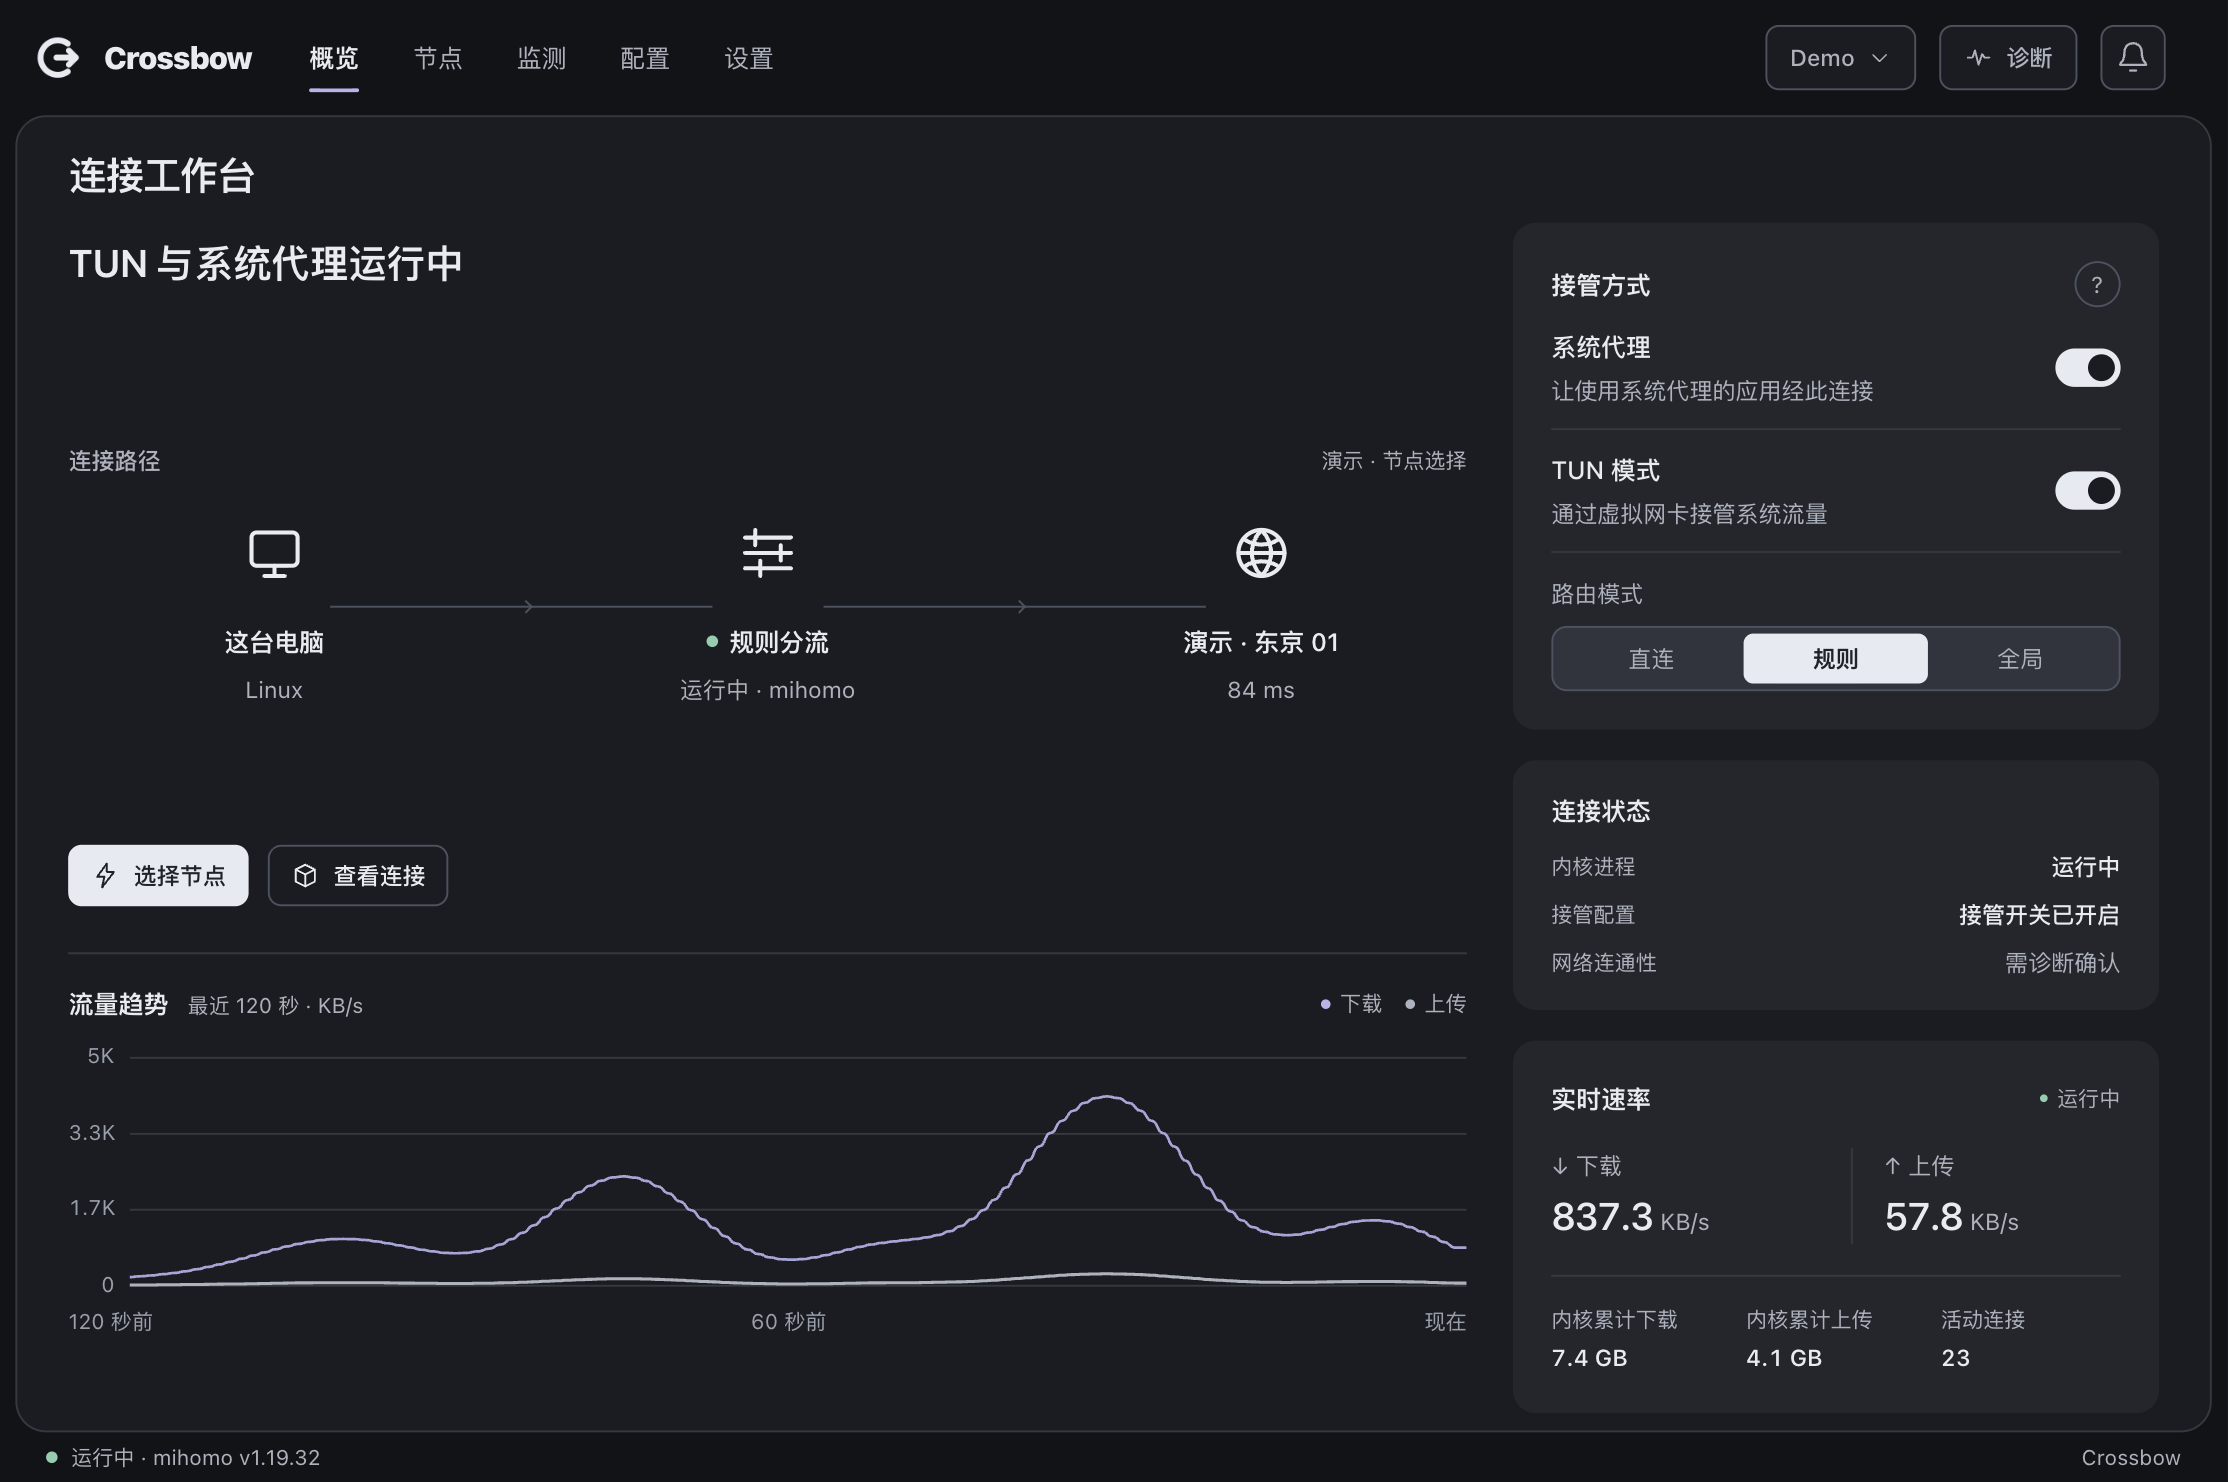 Crossbow 概览 节点 监测 配置 设置 Demo 诊断
连接工作台
TUN 与系统代理运行中
连接路径 演示 · 节点选择
这台电脑 规则分流 演示 · 东京 01
Linux 运行中 · mihomo 84 ms
选择节点 查看连接
流量趋势 最近 120 秒 · KB/s 下载 上传
5K
3.3K
1.7K
0
120 秒前 60 秒前 现在
接管方式 ?
系统代理
让使用系统代理的应用经此连接
TUN 模式
通过虚拟网卡接管系统流量
路由模式
直连 规则 全局
连接状态
内核进程 运行中
接管配置 接管开关已开启
网络连通性 需诊断确认
实时速率 运行中
↓ 下载 ↑ 上传
837.3 KB/s 57.8 KB/s
内核累计下载 内核累计上传 活动连接
7.4 GB 4.1 GB 23
运行中 · mihomo v1.19.32 Crossbow